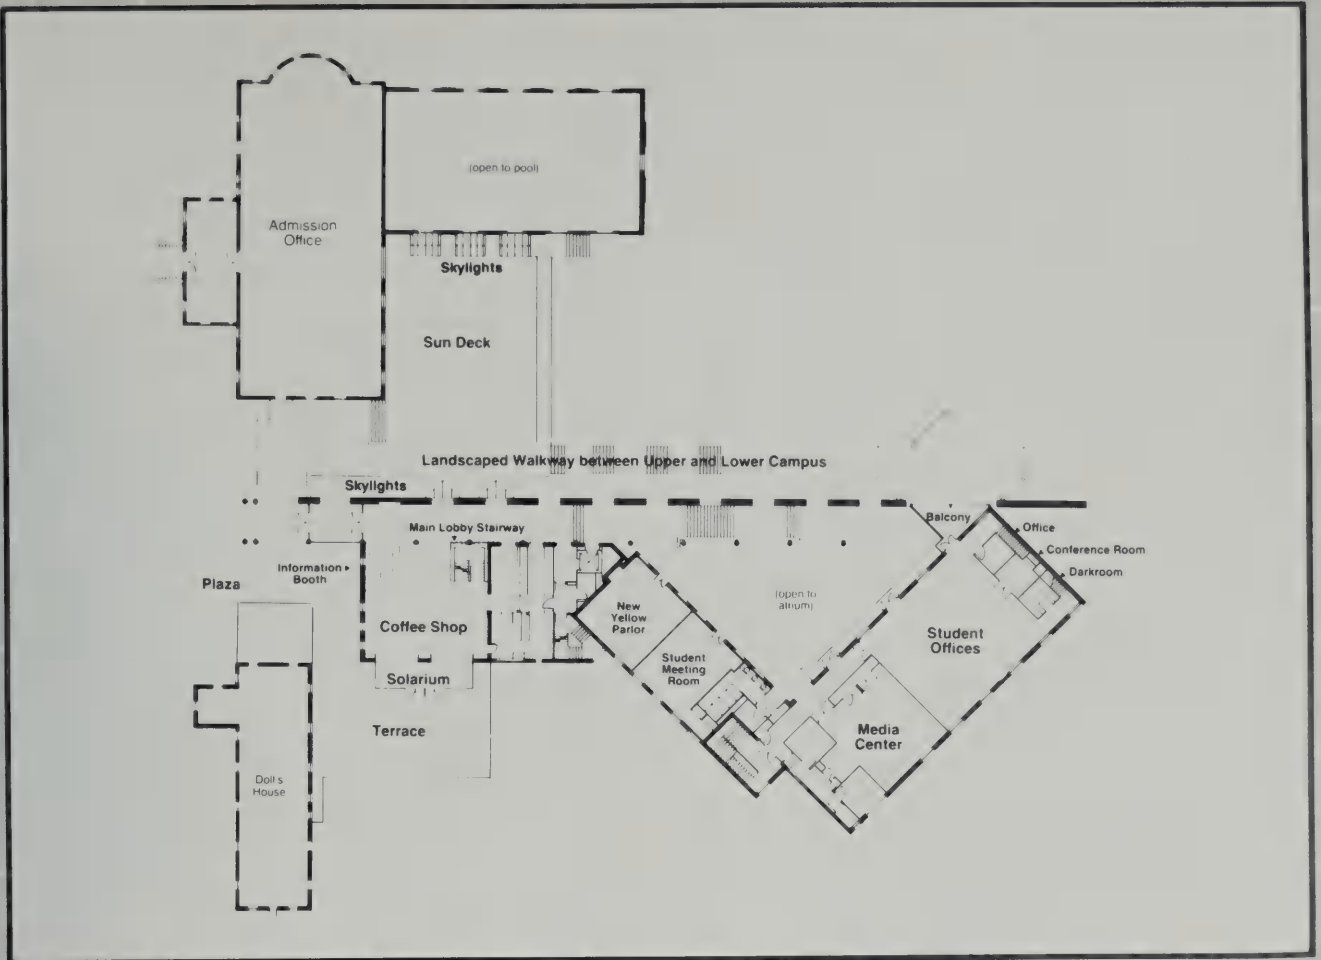 (open to pool)
Admission
Office
Skylights
Sun Deck
Landscaped Walkway between Upper and Lower Campus
Skylights
Main Lobby Stairway
Balcony
Office
Conference Room
Darkroom
Information
Booth
Plaza
(open to
atrium)
New
Yellow
Parlor
Coffee Shop
Student
Offices
Student
Meeting
Room
Solarium
Terrace
Media
Center
Doll's
House